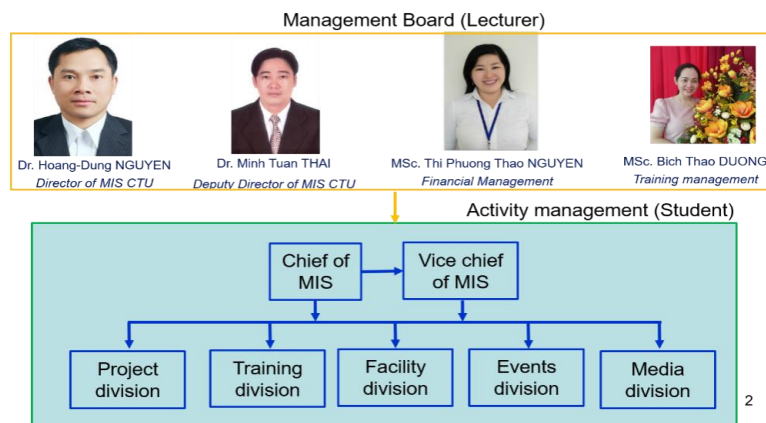 Management Board (Lecturer)
Dr. Hoang-Dung NGUYEN
Director of MIS CTU
Dr. Minh Tuan THAI
Deputy Director of MIS CTU
MSc. Thi Phuong Thao NGUYEN
Financial Management
MSc. Bich Thao DUONG
Training management
Activity management (Student)
Chief of
MIS
Vice chief
of MIS
Project
division
Training
division
Facility
division
Events
division
Media
division
2